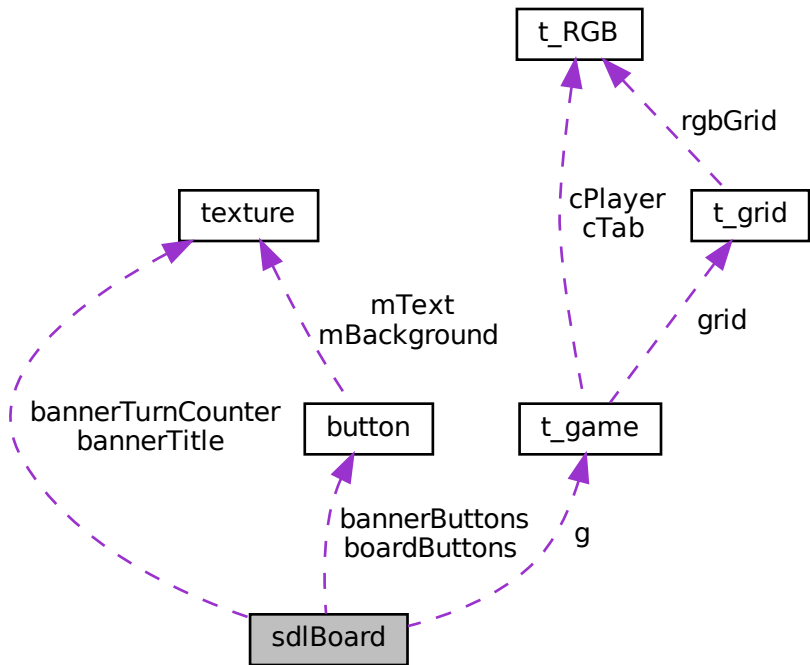 t_RGB
rgbGrid
texture
cPlayer
cTab
t_grid
mText
mBackground
grid
bannerTurnCounter
bannerTitle
button
t_game
bannerButtons
boardButtons
g
sdlBoard